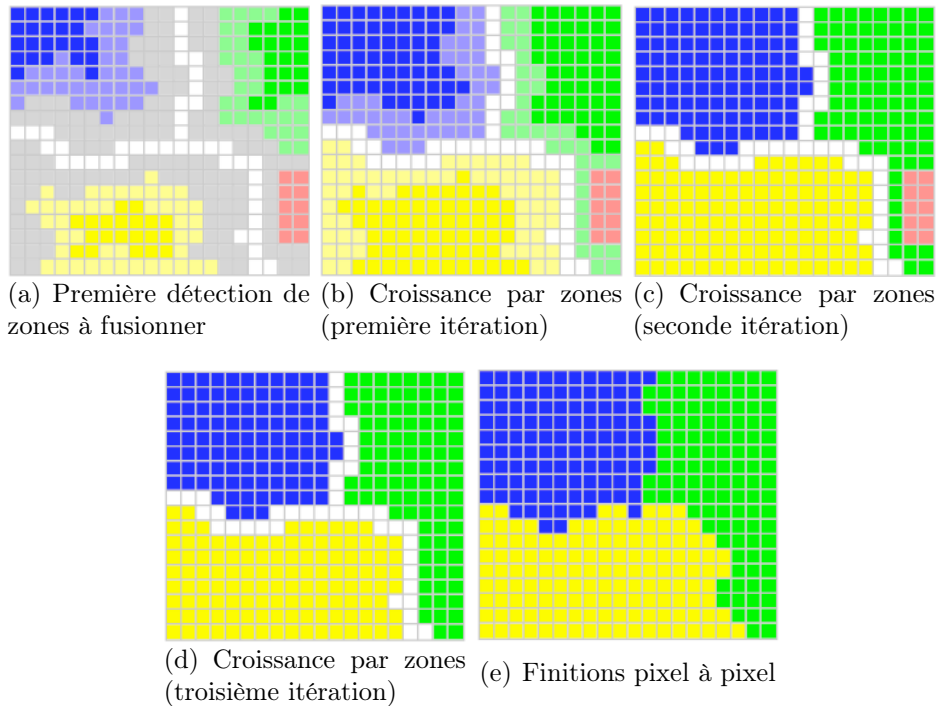 (a) Première détection de
zones à fusionner
(b) Croissance par zones
(première itération)
(c) Croissance par zones
(seconde itération)
(d) Croissance par zones
(troisième itération)
(e) Finitions pixel à pixel